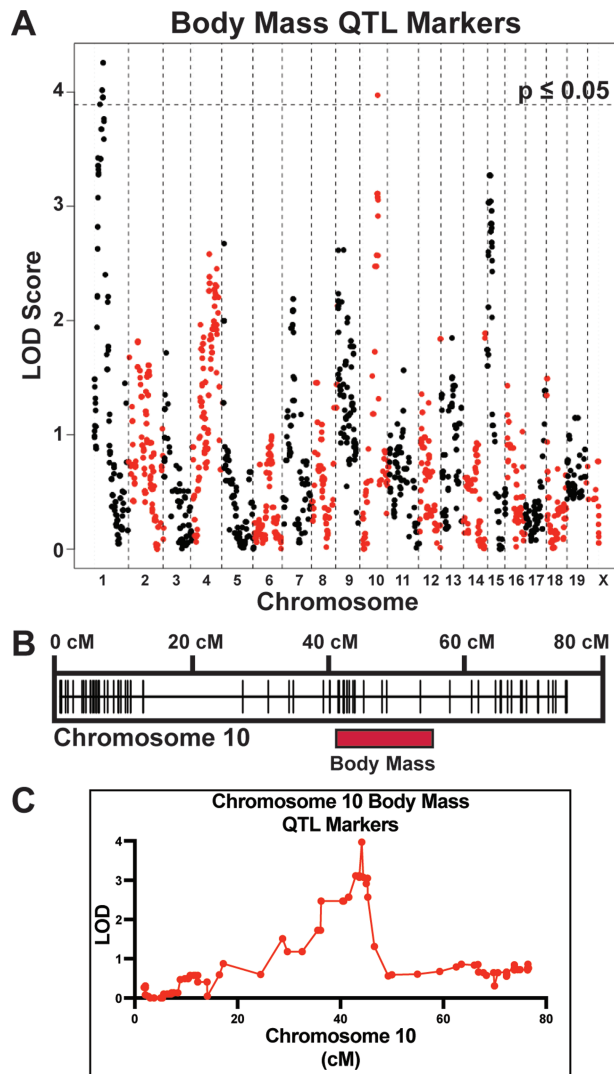 A
Body Mass QTL Markers
p ≤ 0.05
LOD Score
4
3
2
1
0
1 2 3 4 5 6 7 8 9 10 11 12 13 14 15 16 17 18 19 X
Chromosome
B
0 cM 20 cM 40 cM 60 cM 80 cM
Chromosome 10
Body Mass
C
Chromosome 10 Body Mass
QTL Markers
LOD
4
3
2
1
0
0 20 40 60 80
Chromosome 10
(cM)